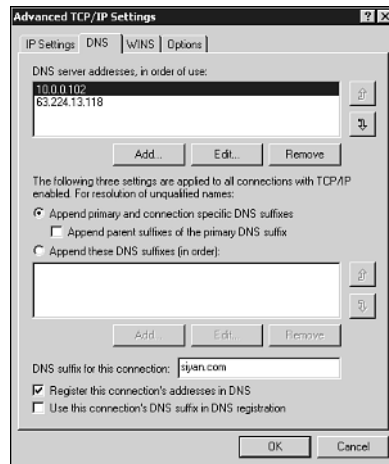 Advanced TCP/IP Settings
IP Settings DNS WINS Options
DNS server addresses, in order of use:
10.0.0.102
63.224.13.118
Add... Edit... Remove
The following three settings are applied to all connections with TCP/IP
enabled. For resolution of unqualified names:
Append primary and connection specific DNS suffixes
Append parent suffixes of the primary DNS suffix
Append these DNS suffixes (in order):
Add... Edit... Remove
DNS suffix for this connection: siyan.com
Register this connection's addresses in DNS
Use this connection's DNS suffix in DNS registration
OK Cancel